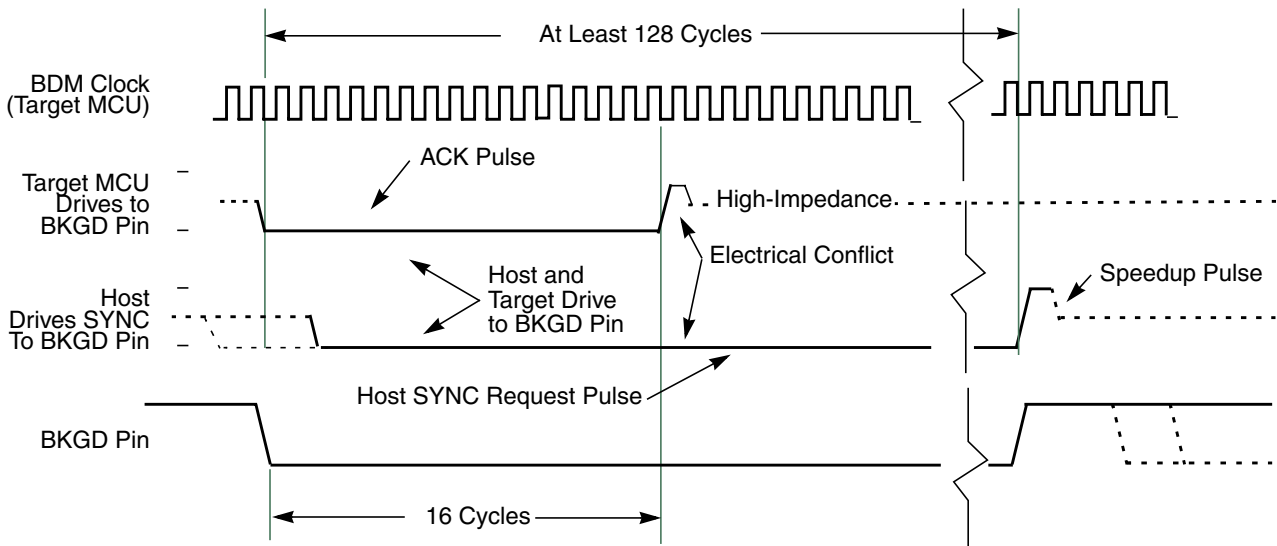 At Least 128 Cycles
BDM Clock
(Target MCU)
ACK Pulse
Target MCU
Drives to
BKGD Pin
High-Impedance
Electrical Conflict
Host and
Target Drive
to BKGD Pin
Speedup Pulse
Host
Drives SYNC
To BKGD Pin
Host SYNC Request Pulse
BKGD Pin
16 Cycles